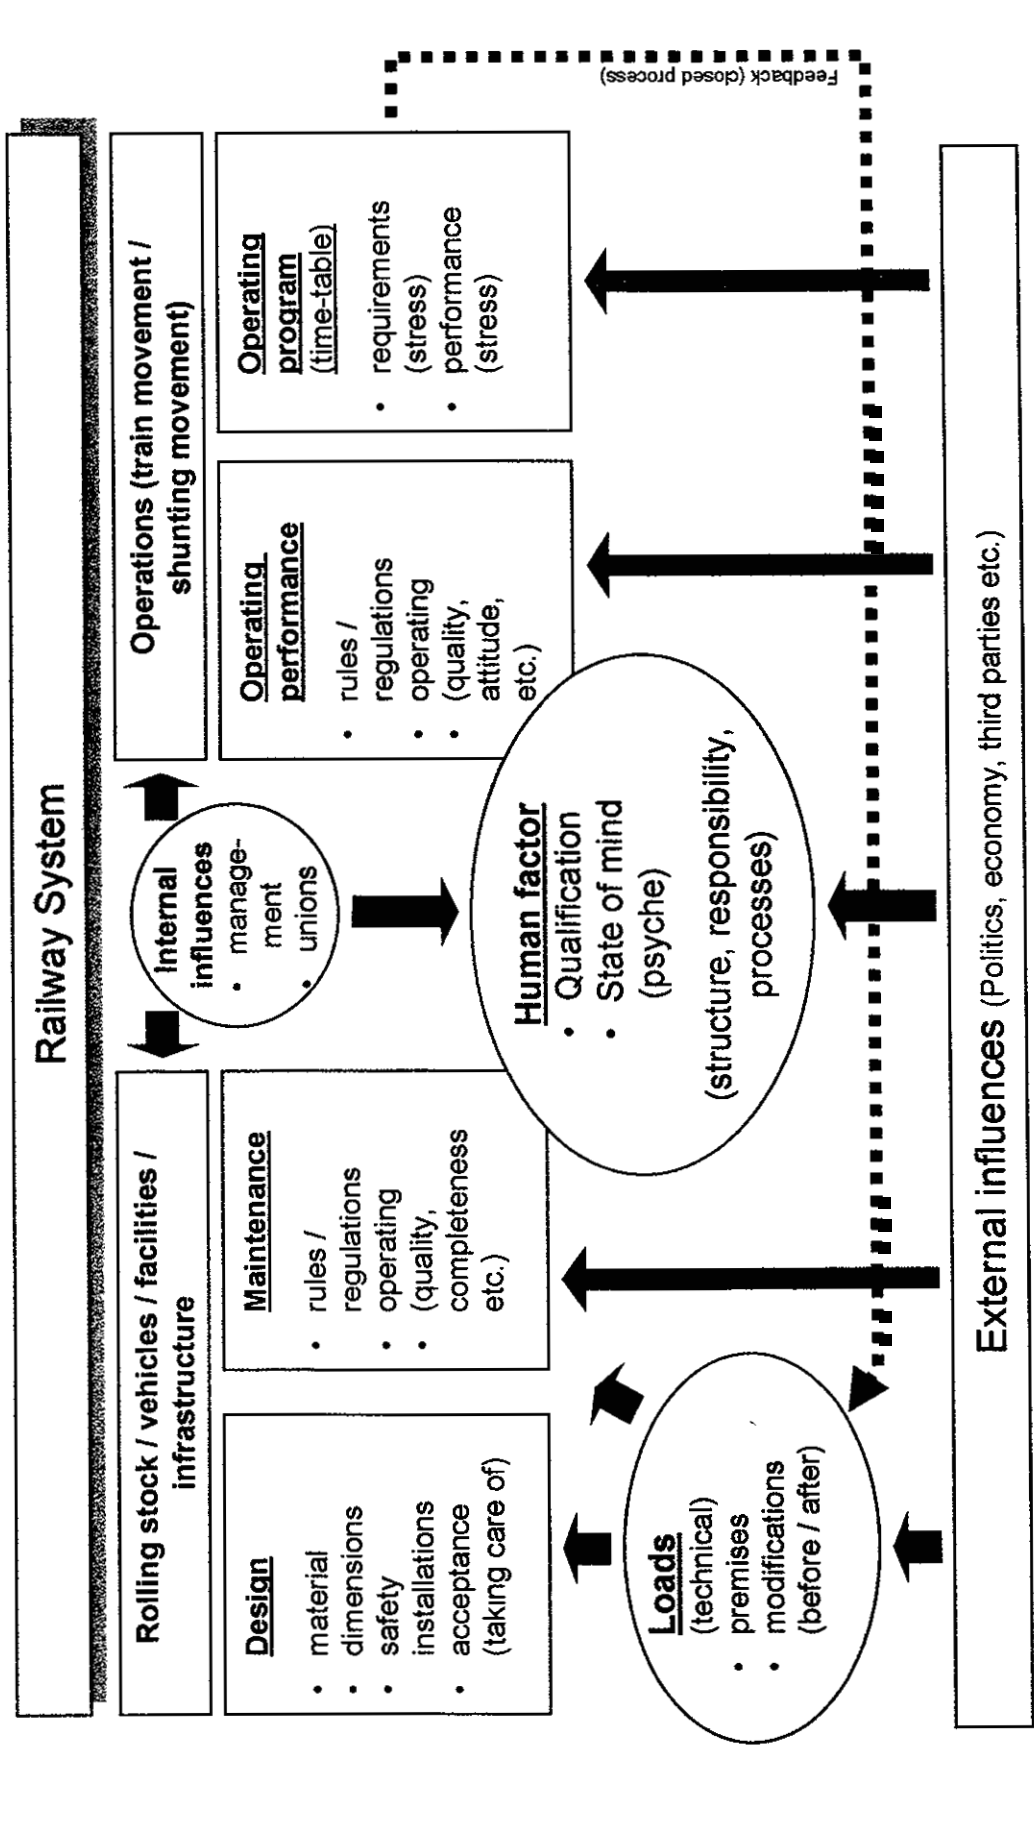 Railway System
Rolling stock / vehicles / facilities /
infrastructure
Internal
influences
• manage-
ment
• unions
Operations (train movement /
shunting movement)
Design
• material
• dimensions
• safety
installations
• acceptance
(taking care of)
Maintenance
• rules /
regulations
• operating
• (quality,
completeness
etc.)
Operating
performance
• rules /
regulations
• operating
• (quality,
attitude,
etc.)
Operating
program
(time-table)
• requirements
(stress)
• performance
(stress)
Loads
(technical)
• premises
• modifications
(before / after)
Human factor
• Qualification
• State of mind
(psyche)
(structure, responsibility,
processes)
Feedback (closed process)
External influences (Politics, economy, third parties etc.)